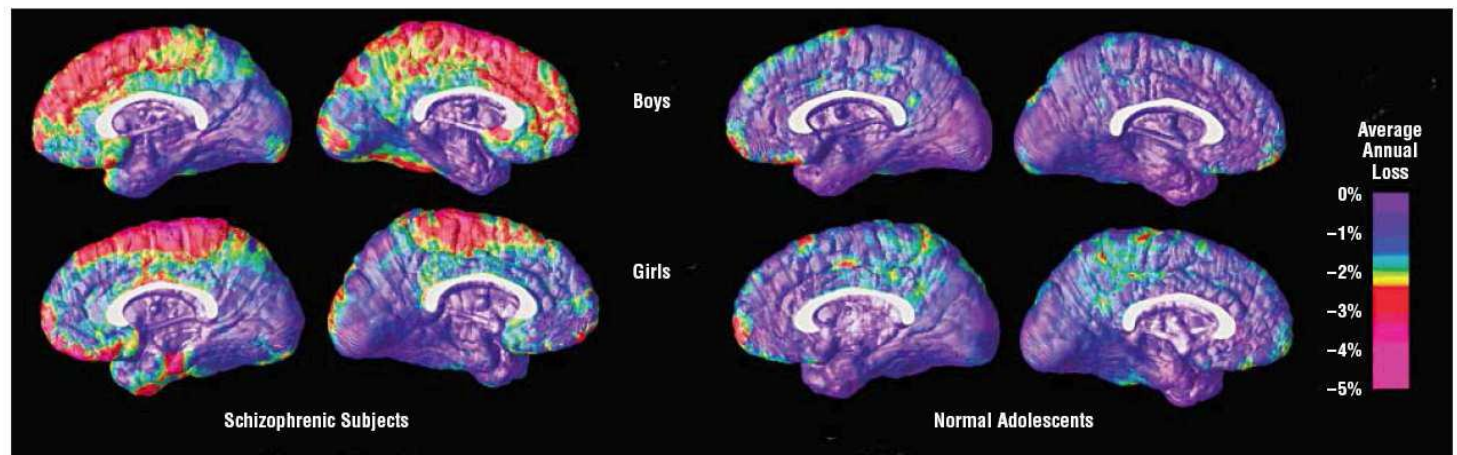 Boys
Girls
Schizophrenic Subjects
Normal Adolescents
Average
Annual
Loss
0%
–1%
–2%
–3%
–4%
–5%